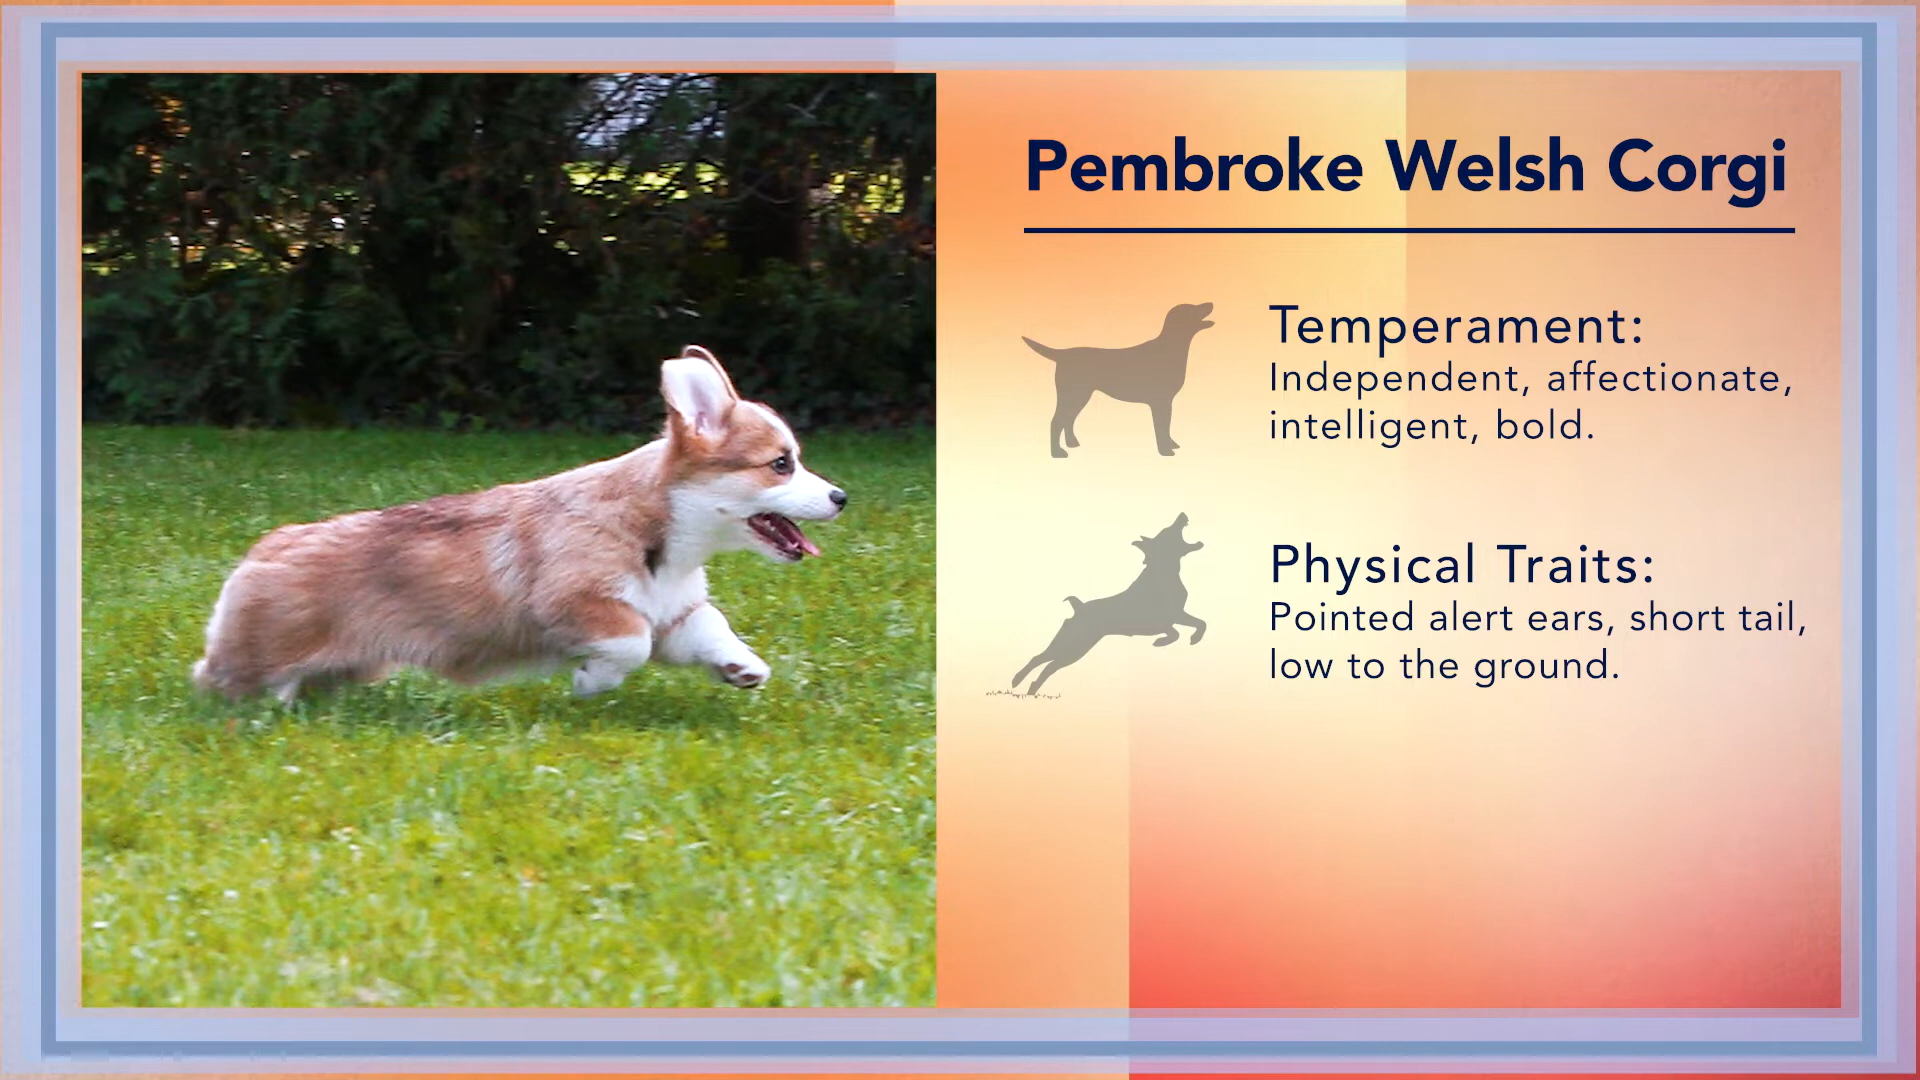 Pembroke Welsh Corgi
Temperament:
Independent, affectionate,
intelligent, bold.
Physical Traits:
Pointed alert ears, short tail,
low to the ground.